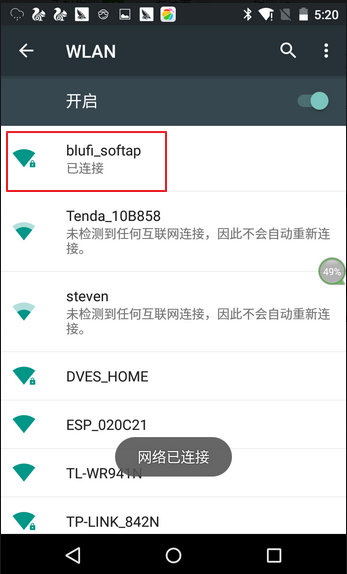 5:20
WLAN
开启
blufi_softap
已连接
Tenda_10B858
未检测到任何互联网连接，因此不会自动重新连
接。
49%
steven
未检测到任何互联网连接，因此不会自动重新连
接。
DVES_HOME
ESP_020C21
网络已连接
TL-WR941N
TP-LINK_842N